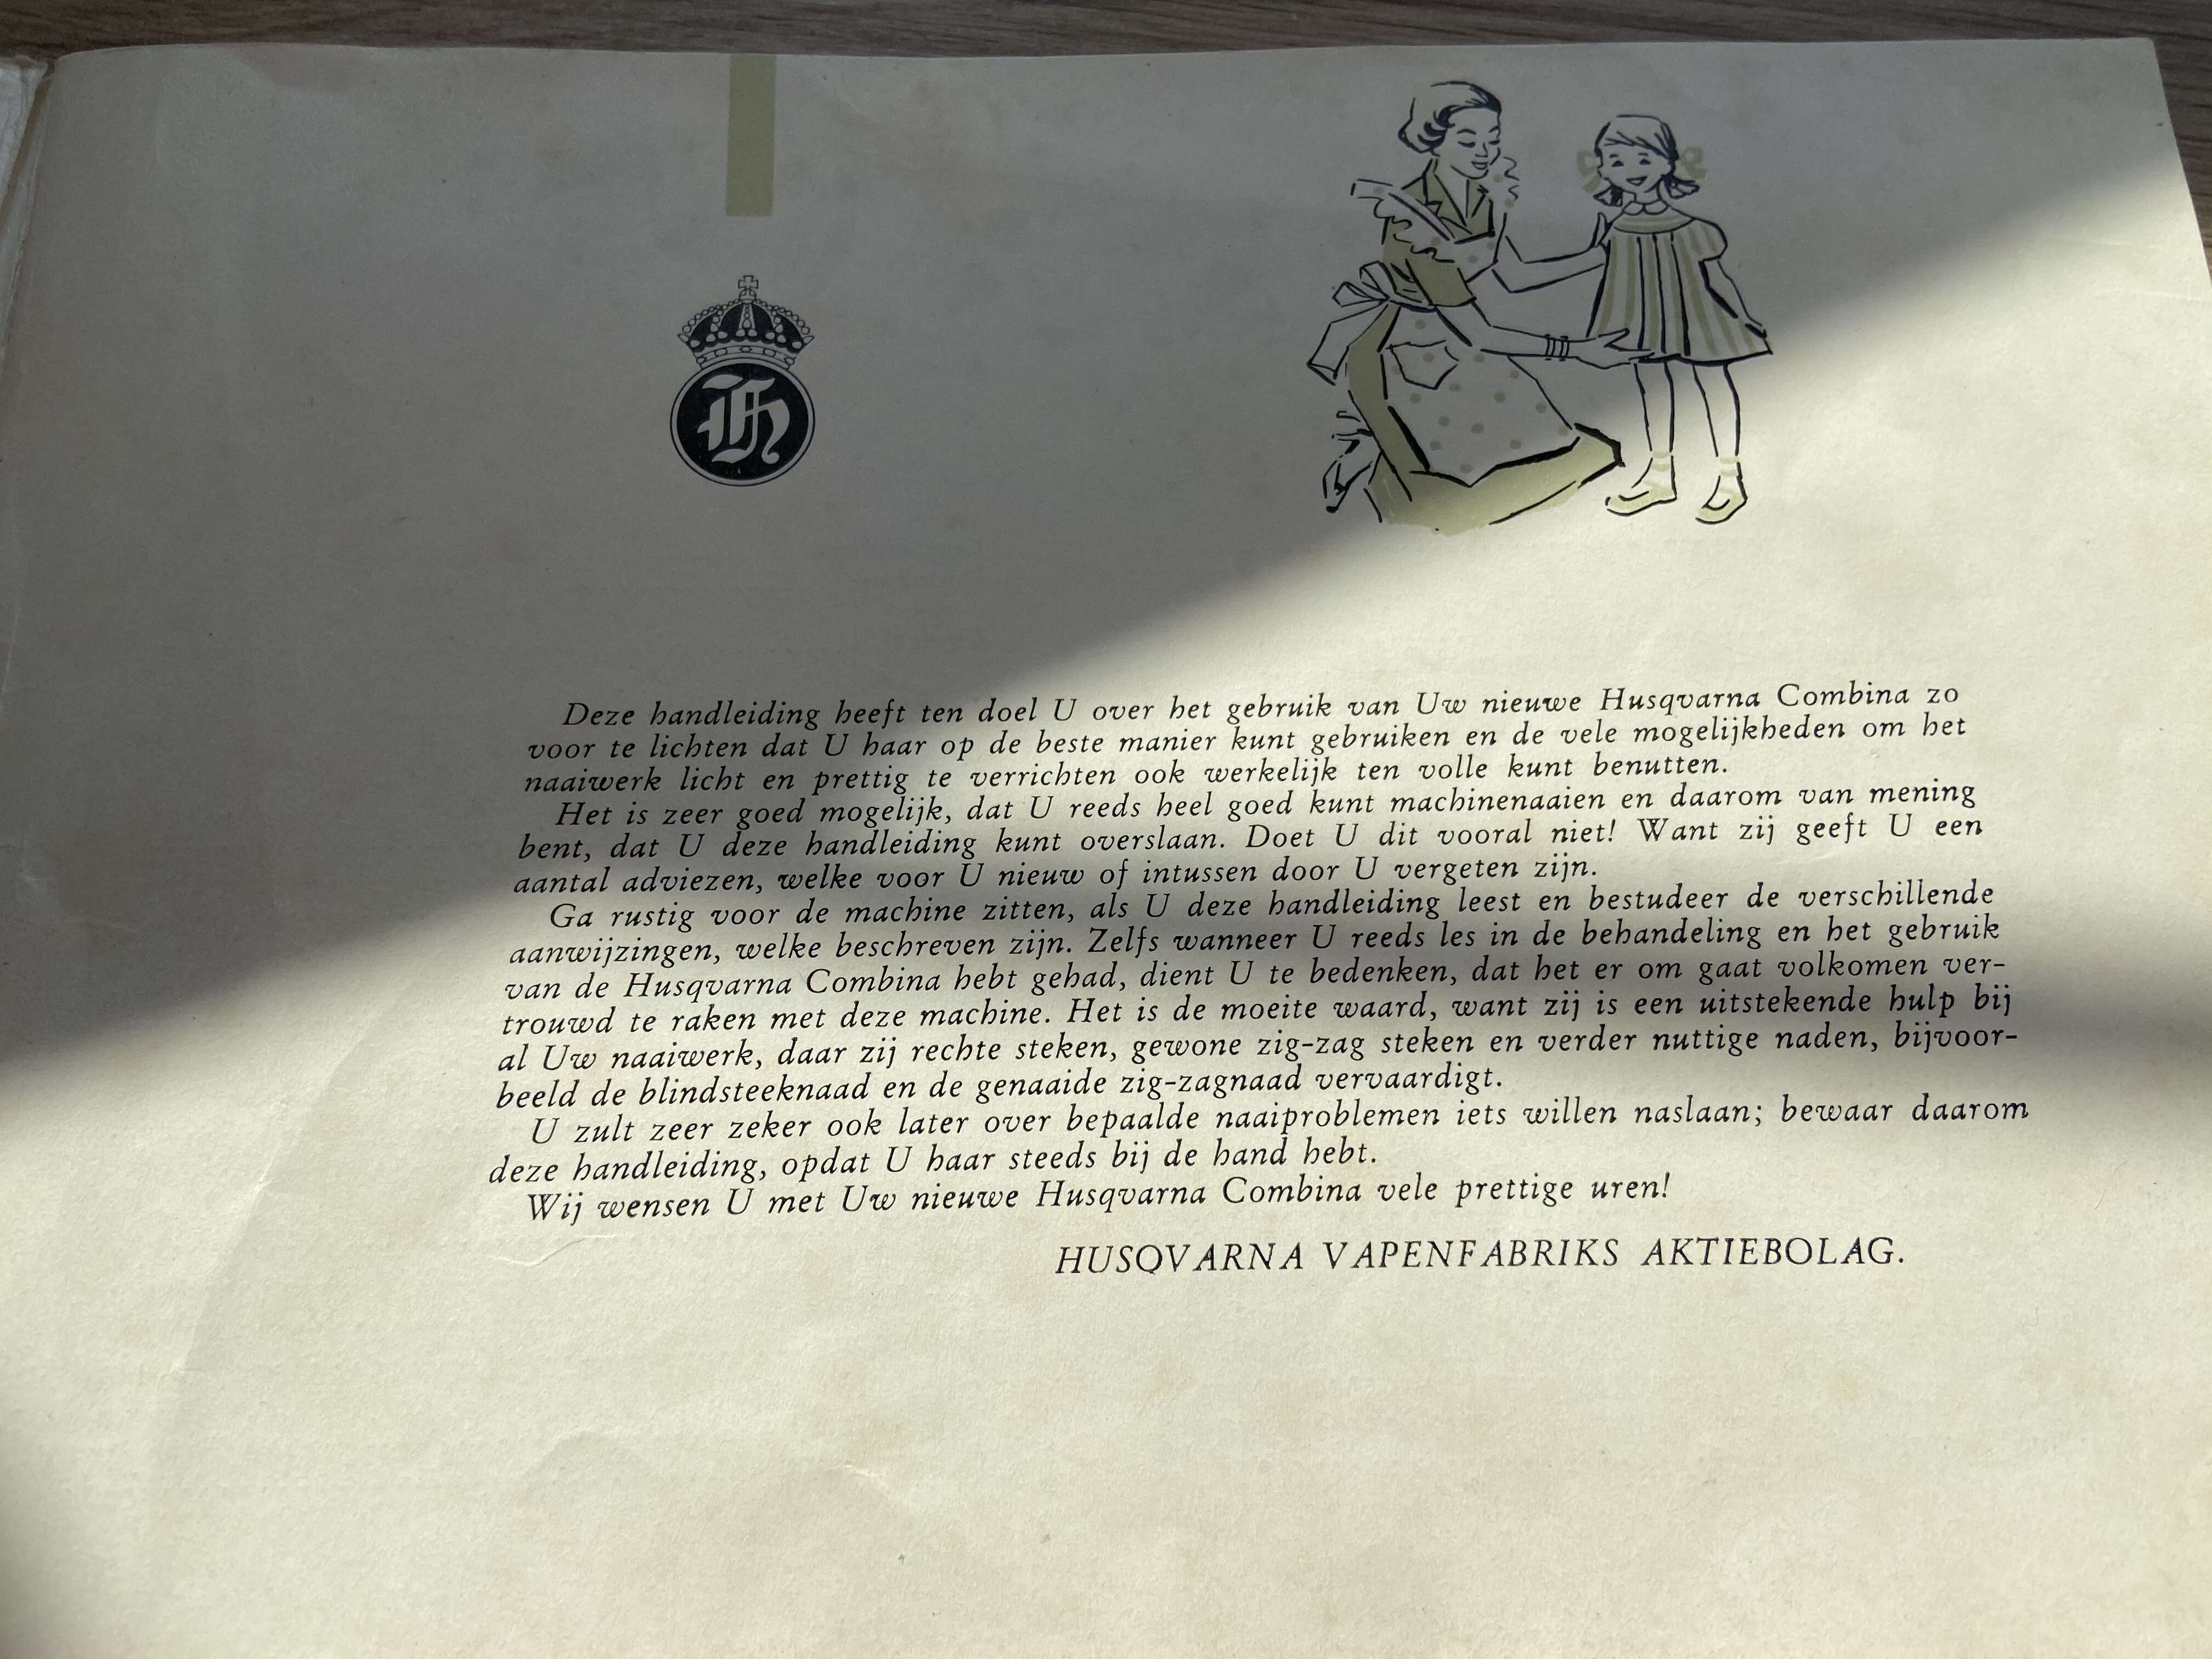 H
Deze handleiding heeft ten doel U over het gebruik van Uw nieuwe Husqvarna Combina zo
voor te lichten dat U haar op de beste manier kunt gebruiken en de vele mogelijkheden om het
naaiwerk licht en prettig te verrichten ook werkelijk ten volle kunt benutten.
Het is zeer goed mogelijk, dat U reeds heel goed kunt machinenaaien en daarom van mening
bent, dat U deze handleiding kunt overslaan. Doet U dit vooral niet! Want zij geeft U een
aantal adviezen, welke voor U nieuw of intussen door U vergeten zijn.
Ga rustig voor de machine zitten, als U deze handleiding leest en bestudeer de verschillende
aanwijzingen, welke beschreven zijn. Zelfs wanneer U reeds les in de behandeling en het gebruik
van de Husqvarna Combina hebt gehad, dient U te bedenken, dat het er om gaat volkomen ver-
trouwd te raken met deze machine. Het is de moeite waard, want zij is een uitstekende hulp bij
al Uw naaiwerk, daar zij rechte steken, gewone zig-zag steken en verder nuttige naden, bijvoor-
beeld de blindsteeknaad en de genaaide zig-zagnaad vervaardigt.
U zult zeer zeker ook later over bepaalde naaiproblemen iets willen naslaan; bewaar daarom
deze handleiding, opdat U haar steeds bij de hand hebt.
Wij wensen U met Uw nieuwe Husqvarna Combina vele prettige uren!
HUSQVARNA VAPENFABRIKS AKTIEBOLAG.